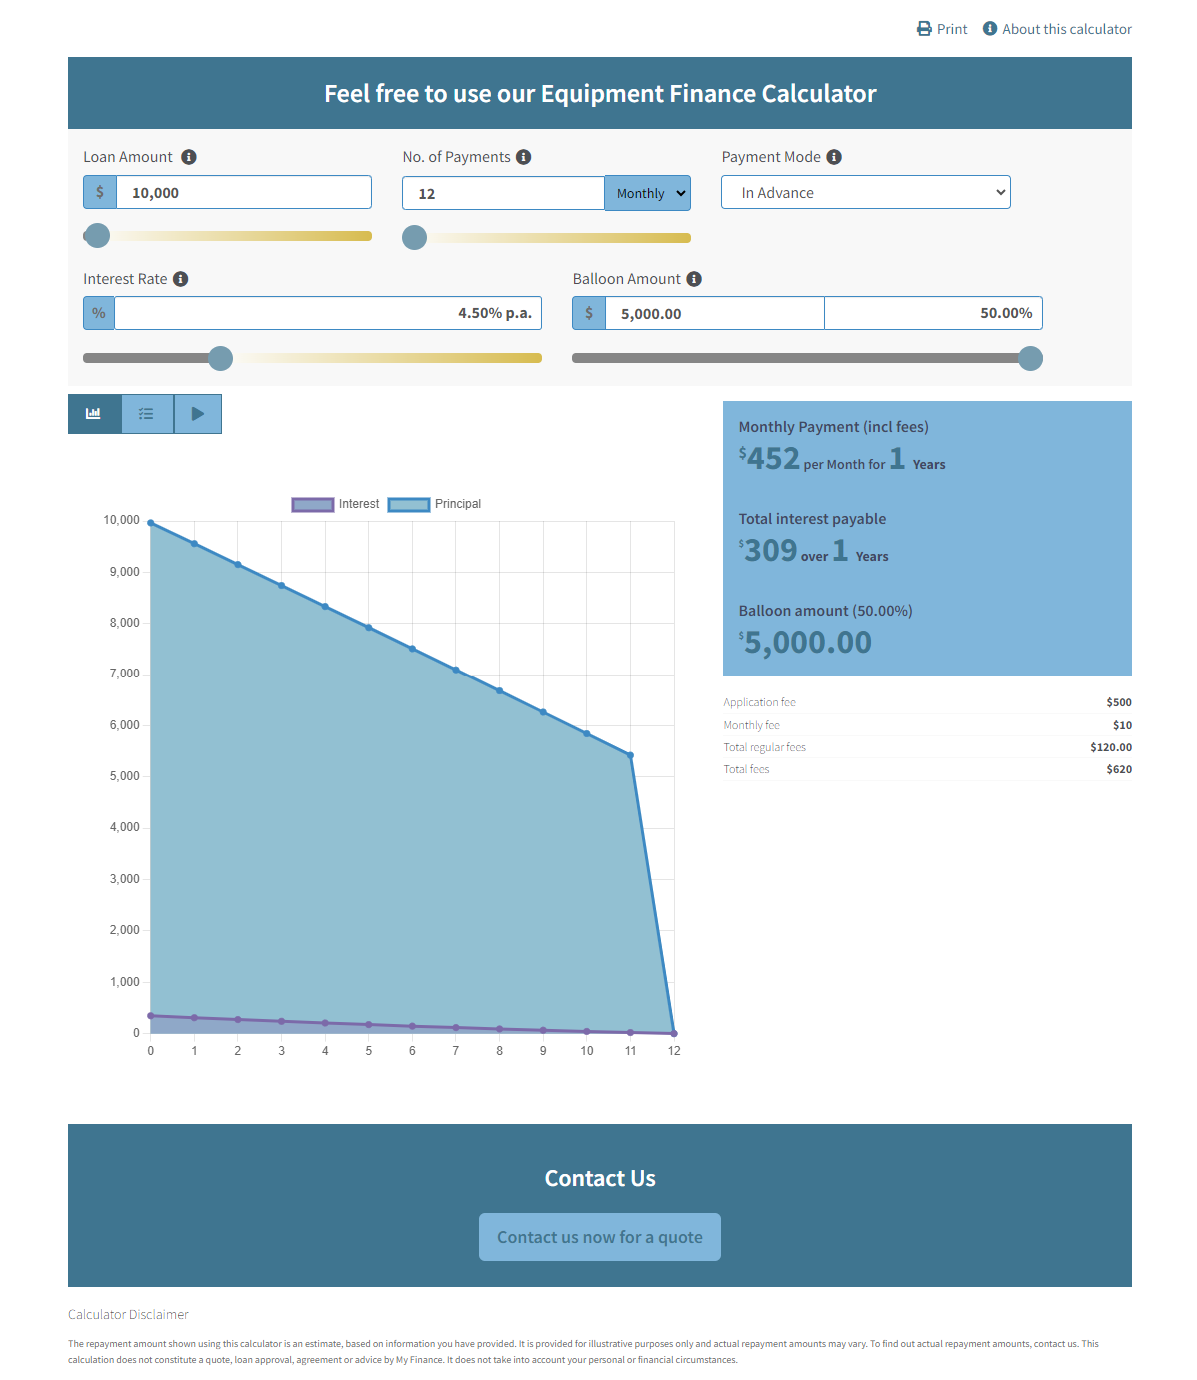 Print About this calculator
Feel free to use our Equipment Finance Calculator
Loan Amount No. of Payments Payment Mode
$ 10,000 12 Monthly In Advance
Interest Rate Balloon Amount
% 4.50% p.a. $ 5,000.00 50.00%
Monthly Payment (incl fees)
$452 per Month for 1 Years
Total interest payable
$309 over 1 Years
Balloon amount (50.00%)
$5,000.00
Application fee $500
Monthly fee $10
Total regular fees $120.00
Total fees $620
Interest Principal
10,000
9,000
8,000
7,000
6,000
5,000
4,000
3,000
2,000
1,000
0
0 1 2 3 4 5 6 7 8 9 10 11 12
Contact Us
Contact us now for a quote
Calculator Disclaimer
The repayment amount shown using this calculator is an estimate, based on information you have provided. It is provided for illustrative purposes only and actual repayment amounts may vary. To find out actual repayment amounts, contact us. This
calculation does not constitute a quote, loan approval, agreement or advice by My Finance. It does not take into account your personal or financial circumstances.